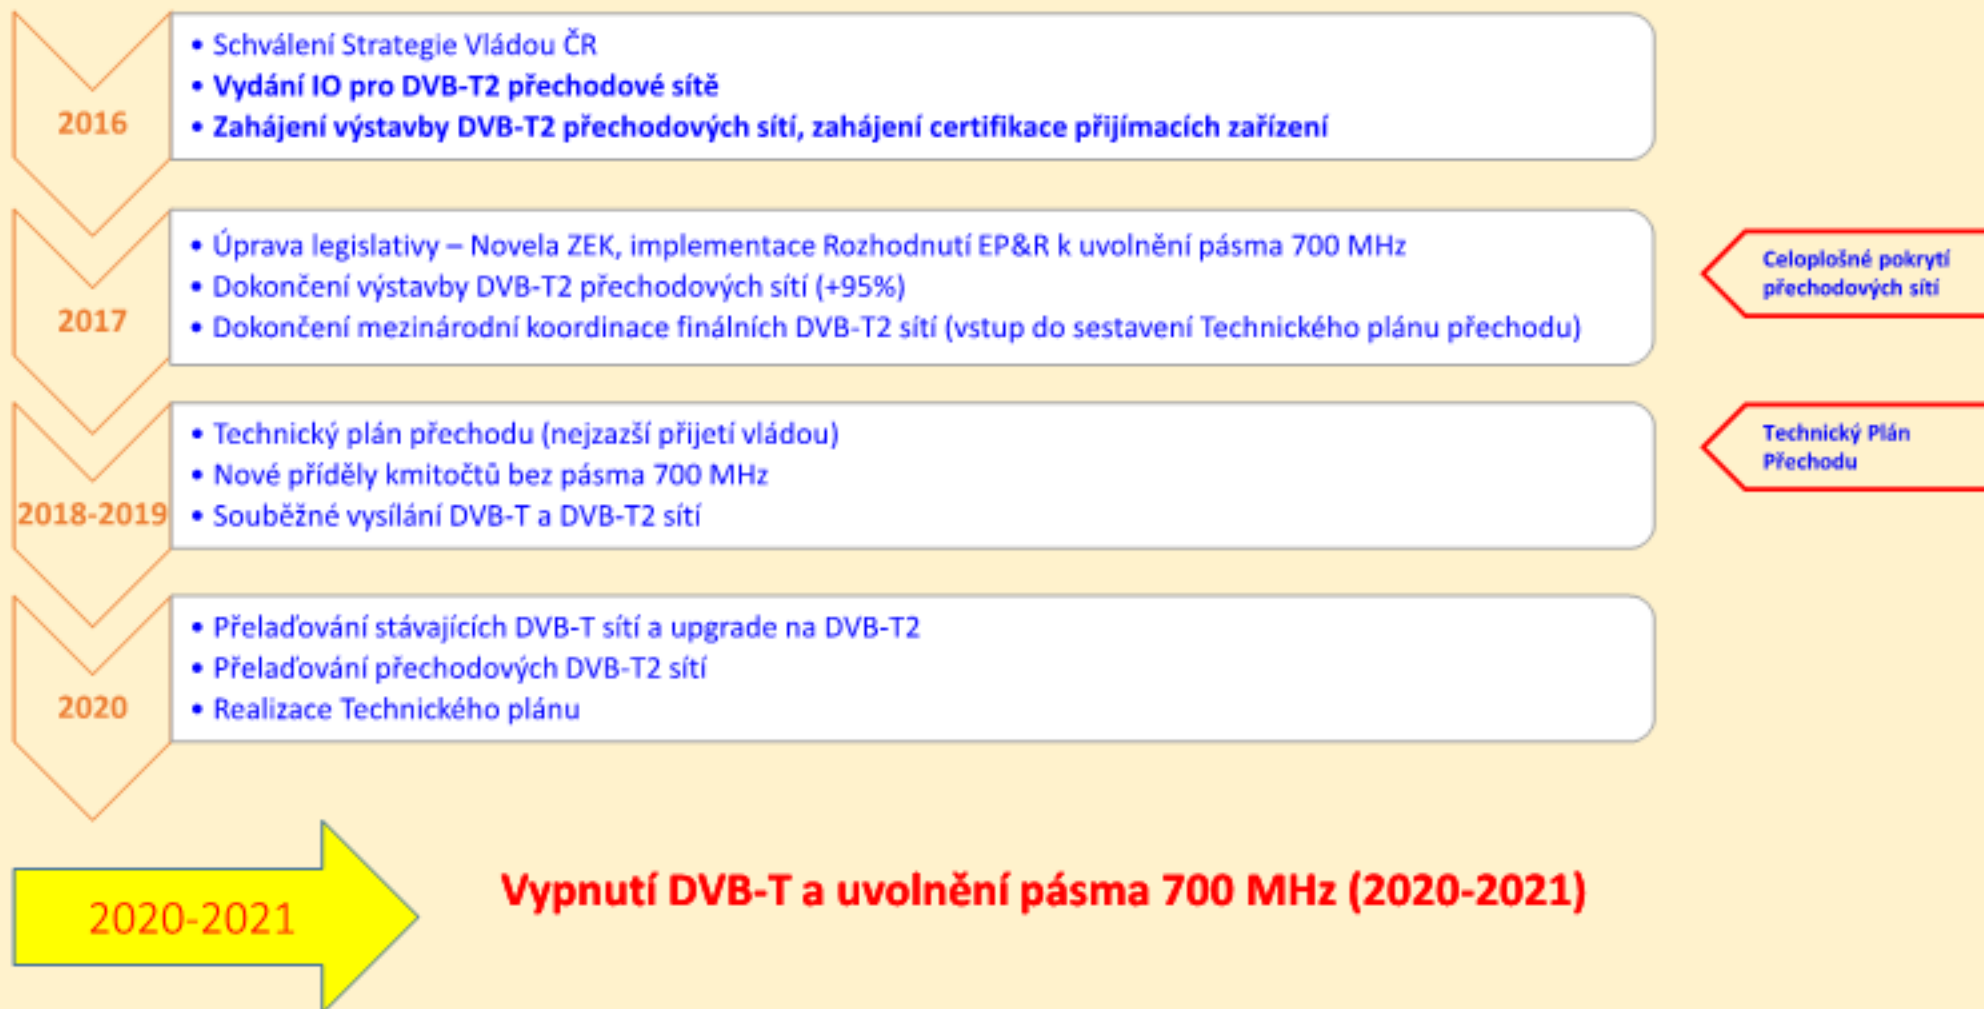 2016
• Schválení Strategie Vládou ČR
• Vydání IO pro DVB-T2 přechodové sítě
• Zahájení výstavby DVB-T2 přechodových sítí, zahájení certifikace přijímacích zařízení
2017
• Úprava legislativy – Novela ZEK, implementace Rozhodnutí EP&R k uvolnění pásma 700 MHz
• Dokončení výstavby DVB-T2 přechodových sítí (+95%)
• Dokončení mezinárodní koordinace finálních DVB-T2 sítí (vstup do sestavení Technického plánu přechodu)
Celoplošné pokrytí
přechodových sítí
2018-2019
• Technický plán přechodu (nejzazší přijetí vládou)
• Nové příděly kmitočtů bez pásma 700 MHz
• Souběžné vysílání DVB-T a DVB-T2 sítí
Technický Plán
Přechodu
2020
• Přelaďování stávajících DVB-T sítí a upgrade na DVB-T2
• Přelaďování přechodových DVB-T2 sítí
• Realizace Technického plánu
2020-2021
Vypnutí DVB-T a uvolnění pásma 700 MHz (2020-2021)